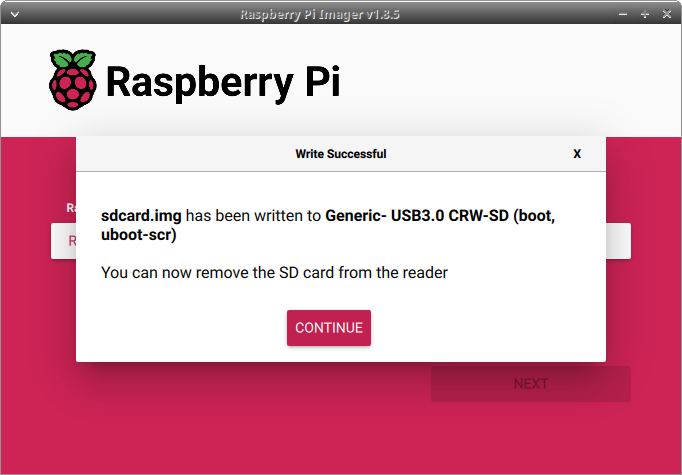 Raspberry Pi Imager v1.8.5
Raspberry Pi
Write Successful
X
Ra
R
sdcard.img has been written to Generic- USB3.0 CRW-SD (boot,
uboot-scr)
You can now remove the SD card from the reader
CONTINUE
NEXT